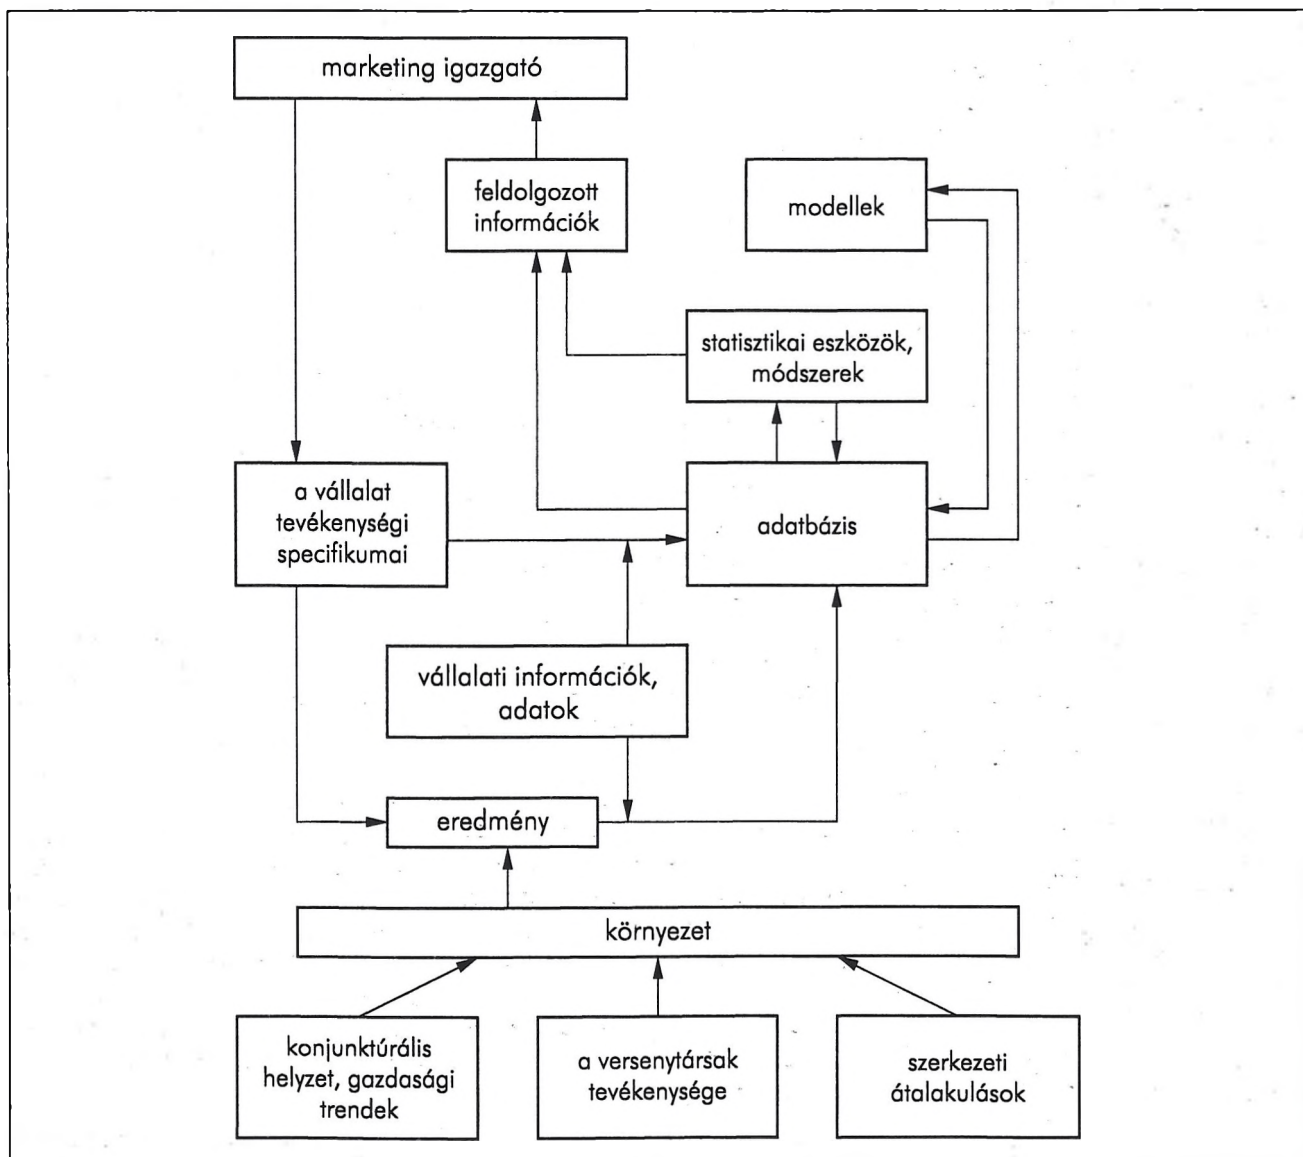 marketing igazgató
feldolgozott
információk
modellek
statisztikai eszközök,
módszerek
a vállalat
tevékenységi
specifikumai
adatbázis
vállalati információk,
adatok
eredmény
környezet
konjunktúrális
helyzet, gazdasági
trendek
a versenytársak
tevékenysége
szerkezeti
átalakulások